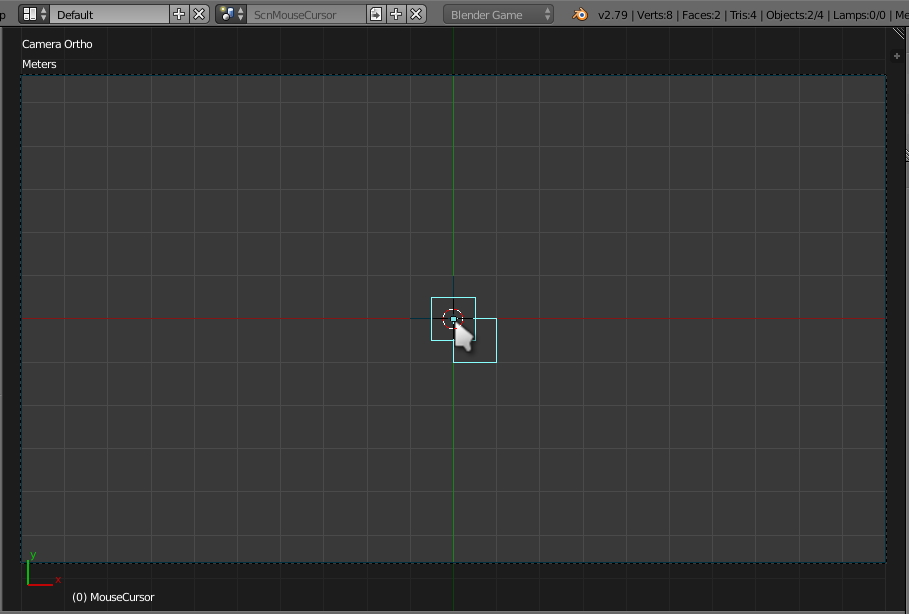 Default ScnMouseCursor Blender Game v2.79 | Verts:8 | Faces:2 | Tris:4 | Objects:2/4 | Lamps:0/0 | Me
Camera Ortho
Meters
y
x
(0) MouseCursor